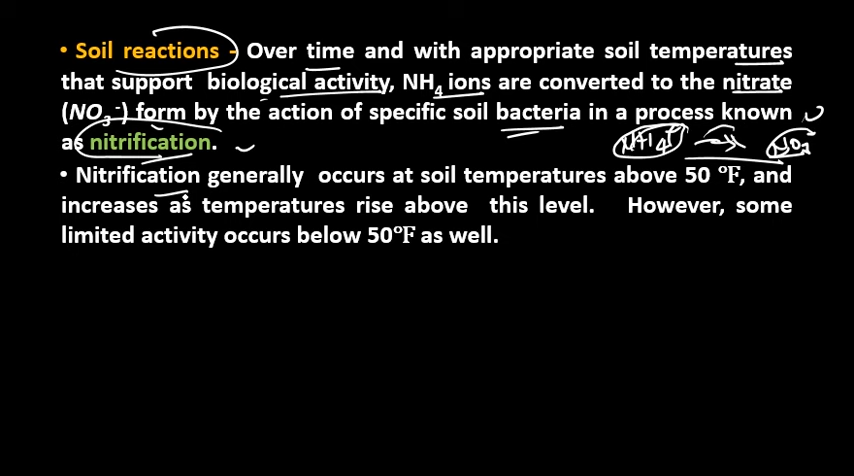 • Soil reactions - Over time and with appropriate soil temperatures
that support biological activity, NH4 ions are converted to the nitrate
(NO3-) form by the action of specific soil bacteria in a process known
as nitrification.
NH4+ → NO3
• Nitrification generally occurs at soil temperatures above 50 °F, and
increases as temperatures rise above this level. However, some
limited activity occurs below 50°F as well.